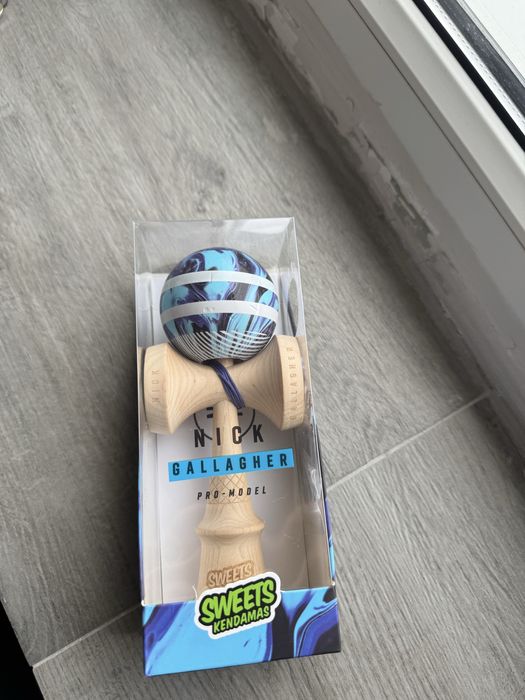 NICK
GALLAGHER
NICK
GALLAGHER
PRO-MODEL
SWEETS
SWEETS
KENDAMAS